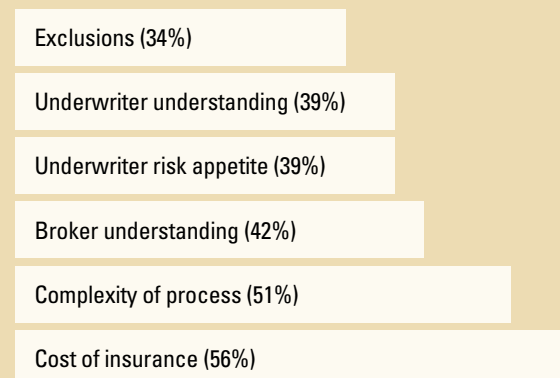 Exclusions (34%)
Underwriter understanding (39%)
Underwriter risk appetite (39%)
Broker understanding (42%)
Complexity of process (51%)
Cost of insurance (56%)